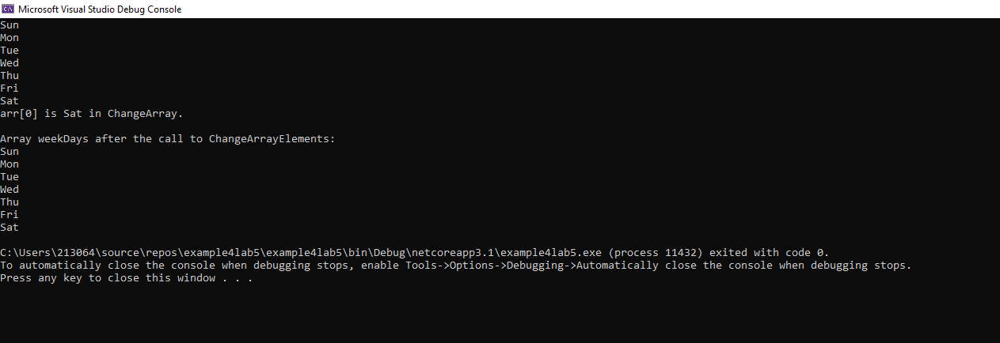 Microsoft Visual Studio Debug Console
Sun
Mon
Tue
Wed
Thu
Fri
Sat
arr[0] is Sat in ChangeArray.
Array weekDays after the call to ChangeArrayElements:
Sun
Mon
Tue
Wed
Thu
Fri
Sat
C:\Users\213064\source\repos\example4lab5\example4lab5\bin\Debug\netcoreapp3.1\example4lab5.exe (process 11432) exited with code 0.
To automatically close the console when debugging stops, enable Tools->Options->Debugging->Automatically close the console when debugging stops.
Press any key to close this window . . .